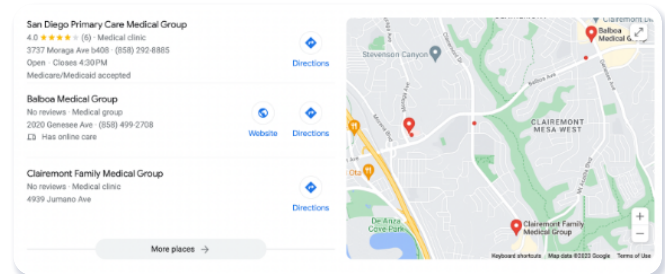 San Diego Primary Care Medical Group
4.0 ★★★★ (6) · Medical clinic
3737 Moraga Ave b408 · (858) 292-8885
Open · Closes 4:30PM
Medicare/Medicaid accepted
Directions
Balboa Medical Group
No reviews · Medical group
2020 Genesee Ave · (858) 499-2708
Has online care
Website
Directions
Clairemont Family Medical Group
No reviews · Medical clinic
4939 Jumano Ave
Directions
More places →
Clairemont
Balboa
Medical
Stevenson Canyon
Balboa Ave
Genesee Ave
CLAIREMONT
MESA WEST
De Anza
Cove Park
Clairemont Family
Medical Group
+
−
Keyboard shortcuts
Map data ©2023 Google
Terms of Use